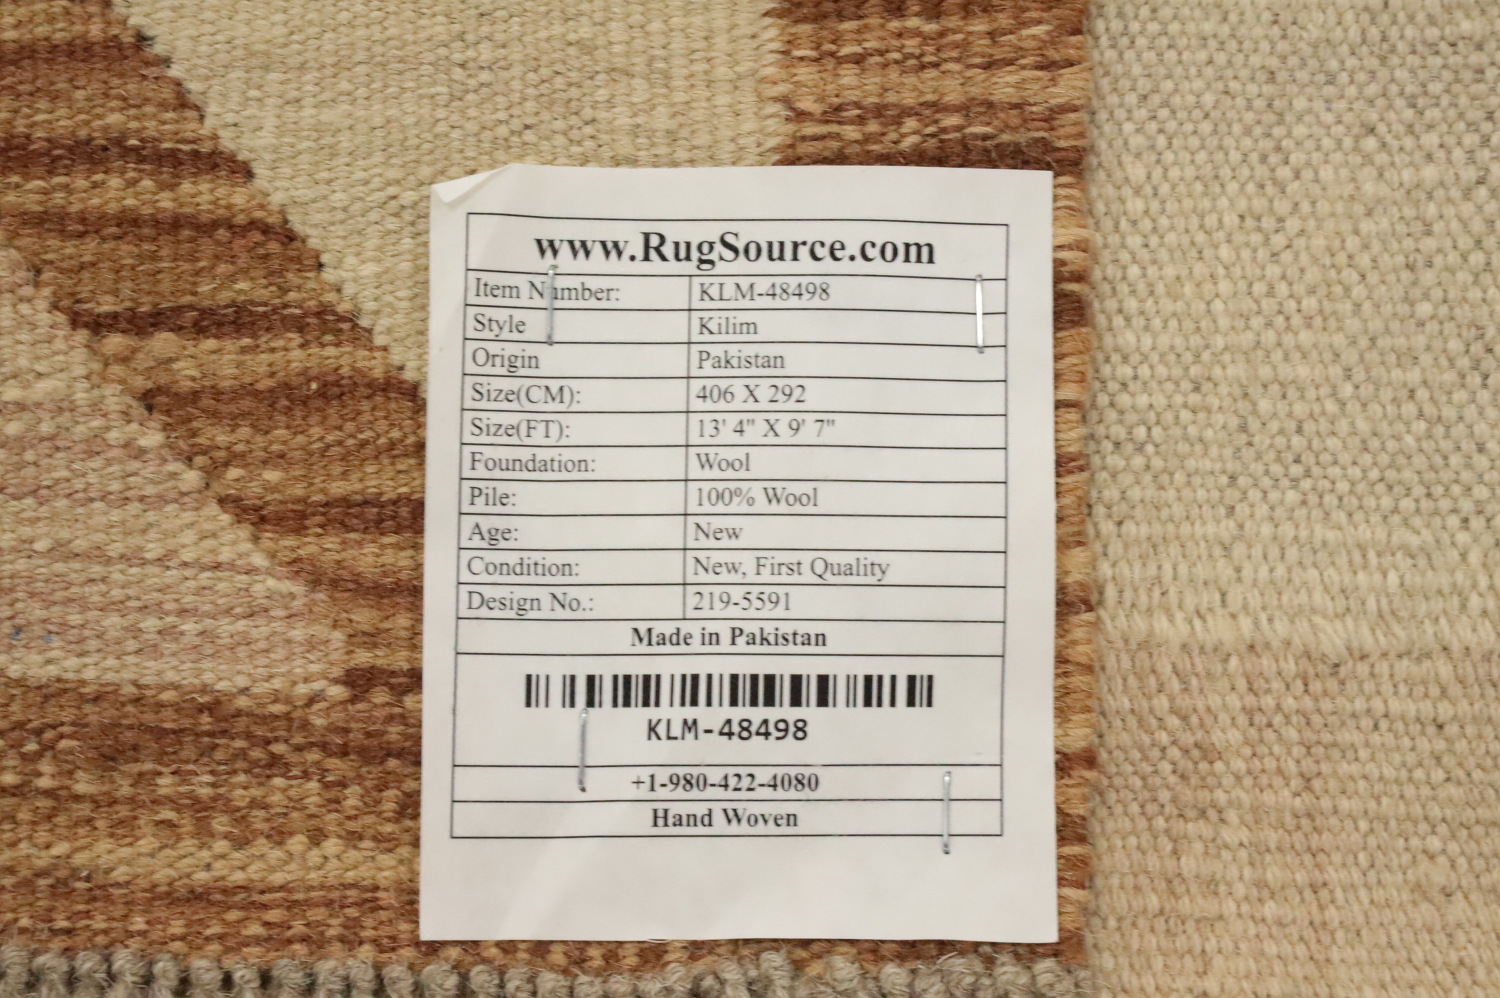 www.RugSource.com
Item Number: KLM-48498
Style Kilim
Origin Pakistan
Size(CM): 406 X 292
Size(FT): 13' 4" X 9' 7"
Foundation: Wool
Pile: 100% Wool
Age: New
Condition: New, First Quality
Design No.: 219-5591
Made in Pakistan
KLM-48498
+1-980-422-4080
Hand Woven